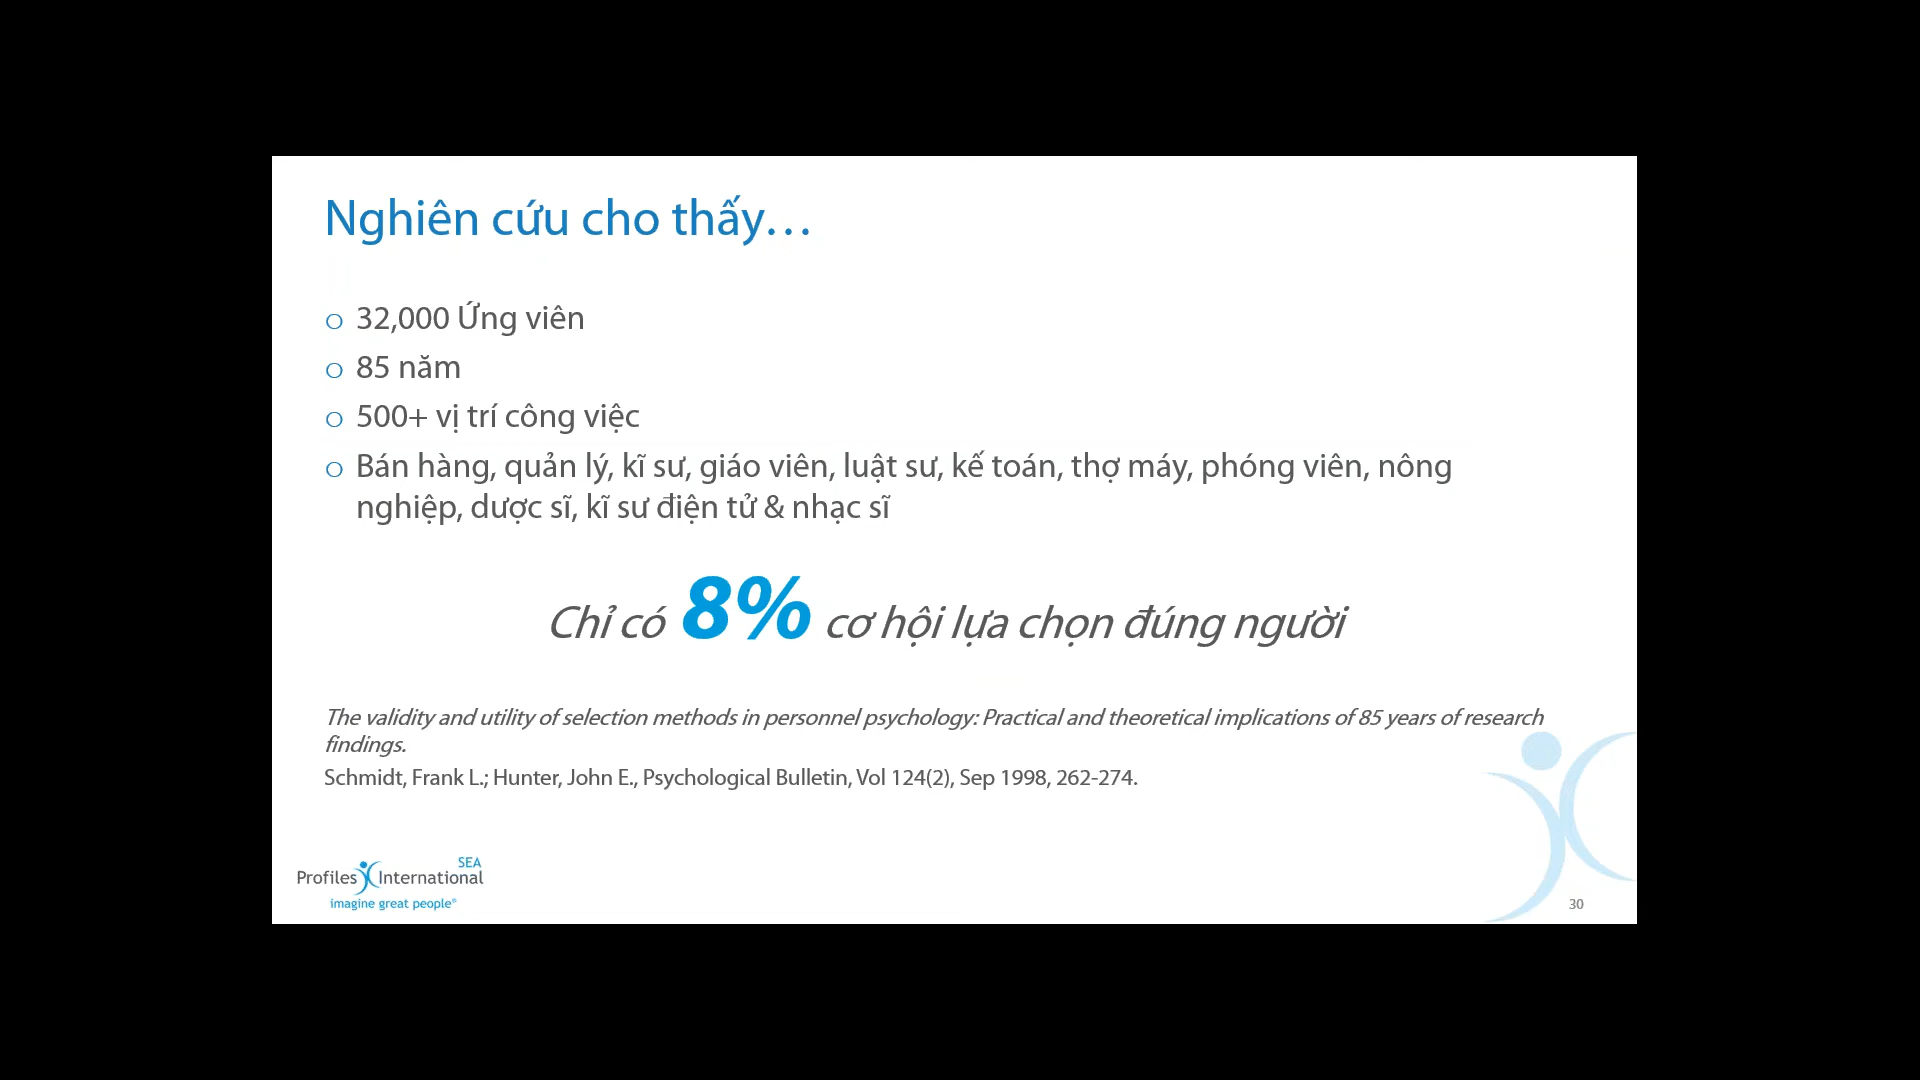 Nghiên cứu cho thấy…
o 32,000 Ứng viên
o 85 năm
o 500+ vị trí công việc
o Bán hàng, quản lý, kĩ sư, giáo viên, luật sư, kế toán, thợ máy, phóng viên, nông
nghiệp, dược sĩ, kĩ sư điện tử & nhạc sĩ
Chỉ có 8% cơ hội lựa chọn đúng người
The validity and utility of selection methods in personnel psychology: Practical and theoretical implications of 85 years of research
findings.
Schmidt, Frank L.; Hunter, John E., Psychological Bulletin, Vol 124(2), Sep 1998, 262-274.
SEA
Profiles International
imagine great people®
30